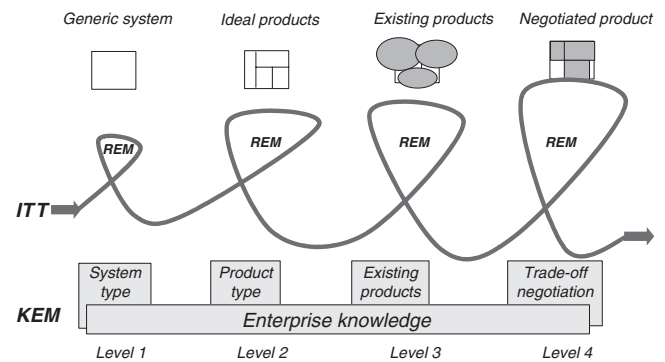 Generic system Ideal products Existing products Negotiated product
REM REM REM REM
ITT
System type Product type Existing products Trade-off negotiation
KEM
Enterprise knowledge
Level 1 Level 2 Level 3 Level 4